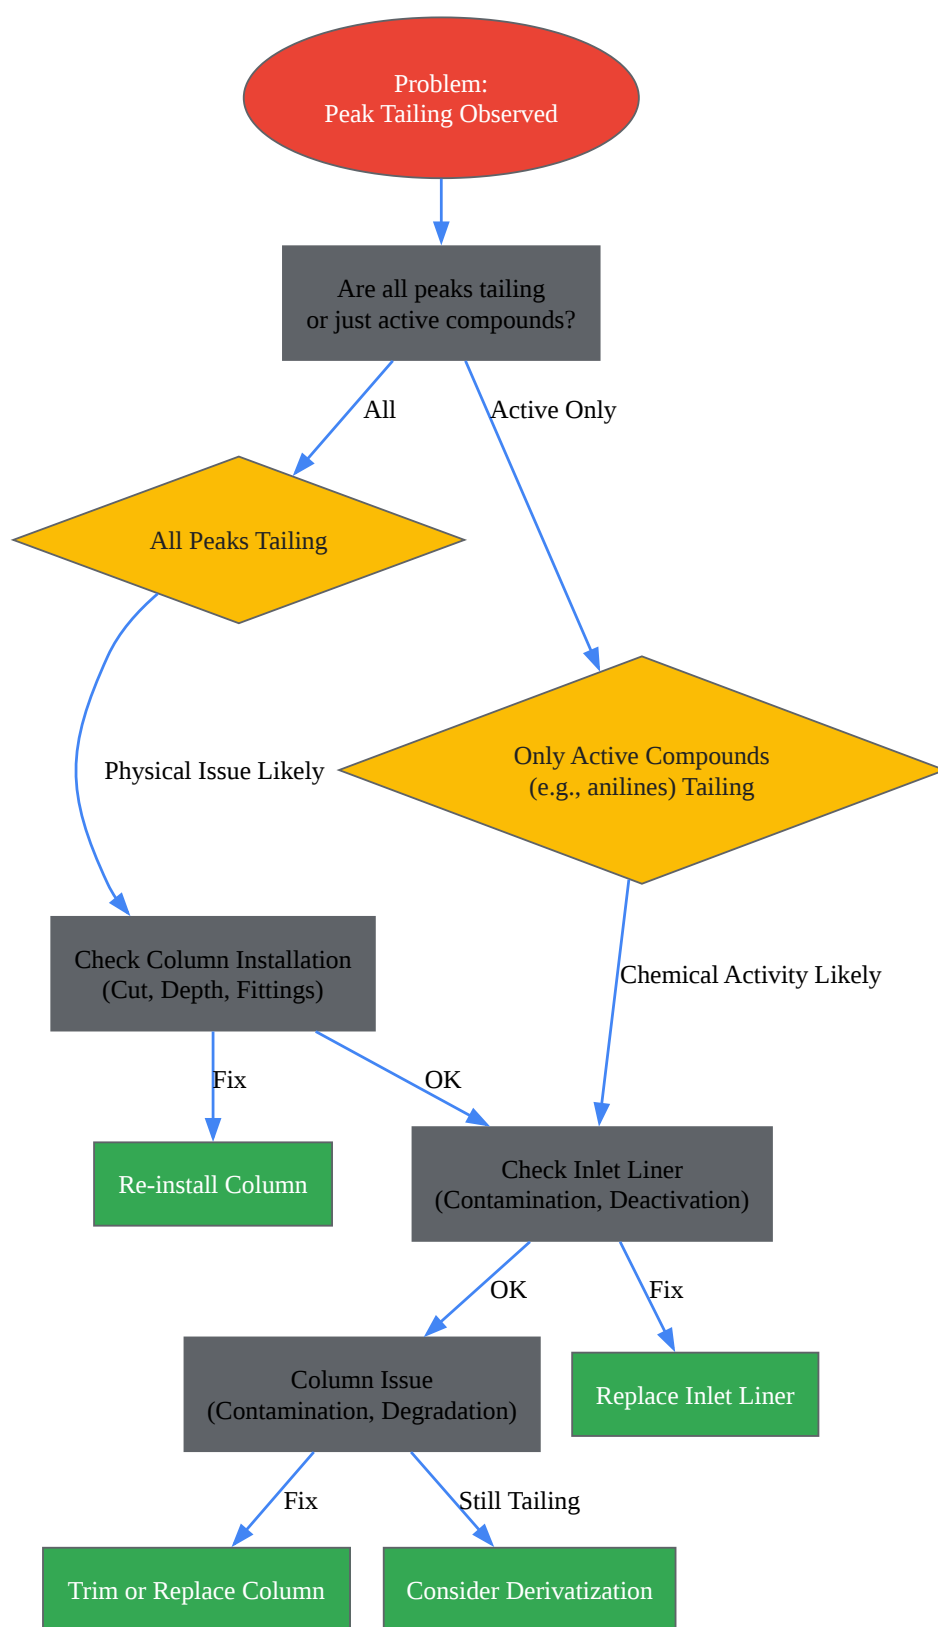 Problem:
Peak Tailing Observed
Are all peaks tailing
or just active compounds?
All
Active Only
All Peaks Tailing
Only Active Compounds
(e.g., anilines) Tailing
Physical Issue Likely
Check Column Installation
(Cut, Depth, Fittings)
Chemical Activity Likely
Fix
OK
Re-install Column
Check Inlet Liner
(Contamination, Deactivation)
OK
Fix
Column Issue
(Contamination, Degradation)
Replace Inlet Liner
Fix
Still Tailing
Trim or Replace Column
Consider Derivatization